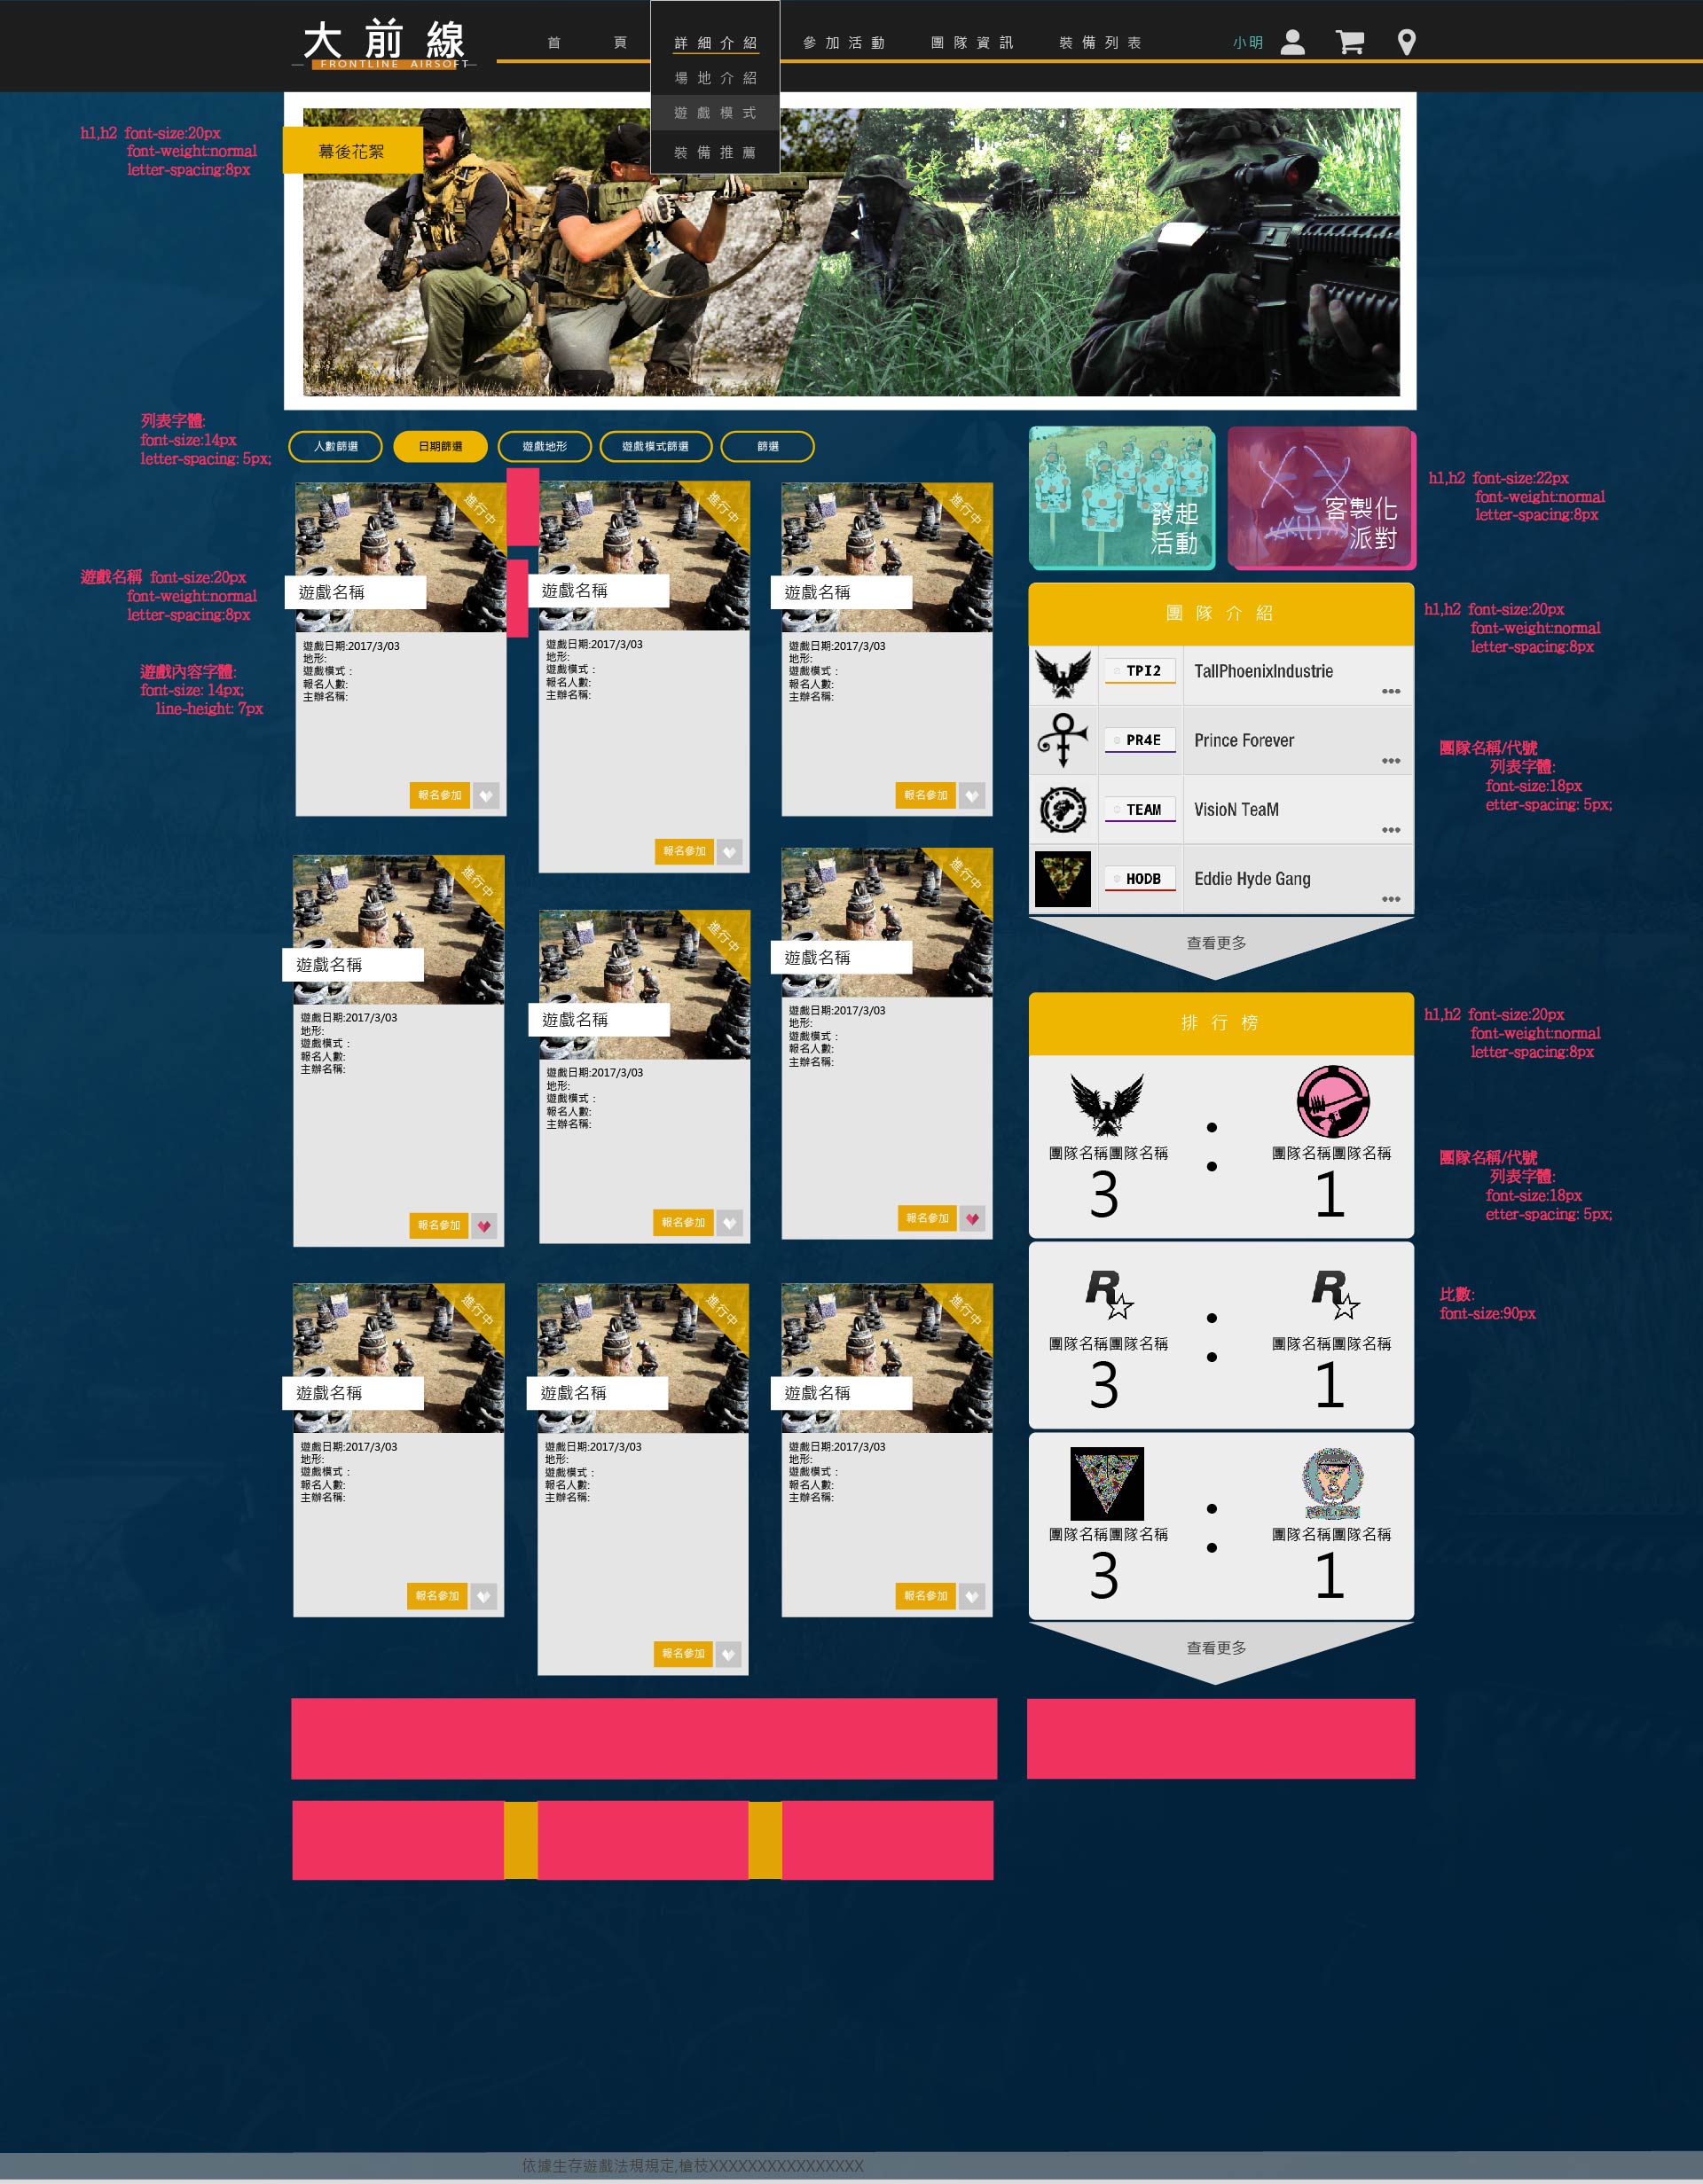 大前線
FRONTLINE AIRSOFT
首頁
詳細介紹
參加活動
團隊資訊
裝備列表
小明
場地介紹
遊戲模式
裝備推薦
h1,h2 font-size:20px
font-weight:normal
letter-spacing:8px
幕後花絮
列表字體:
font-size:14px
letter-spacing: 5px;
人數篩選
日期篩選
遊戲地形
遊戲模式篩選
篩選
發起
活動
客製化
派對
h1,h2 font-size:22px
font-weight:normal
letter-spacing:8px
遊戲名稱 font-size:20px
font-weight:normal
letter-spacing:8px
遊戲內容字體:
font-size: 14px;
line-height: 7px
進行中
遊戲名稱
遊戲日期:2017/3/03
地形:
遊戲模式 :
報名人數:
主辦名稱:
報名參加
進行中
遊戲名稱
遊戲日期:2017/3/03
地形:
遊戲模式 :
報名人數:
主辦名稱:
報名參加
進行中
遊戲名稱
遊戲日期:2017/3/03
地形:
遊戲模式 :
報名人數:
主辦名稱:
報名參加
進行中
遊戲名稱
遊戲日期:2017/3/03
地形:
遊戲模式 :
報名人數:
主辦名稱:
報名參加
進行中
遊戲名稱
遊戲日期:2017/3/03
地形:
遊戲模式 :
報名人數:
主辦名稱:
報名參加
進行中
遊戲名稱
遊戲日期:2017/3/03
地形:
遊戲模式 :
報名人數:
主辦名稱:
報名參加
進行中
遊戲名稱
遊戲日期:2017/3/03
地形:
遊戲模式 :
報名人數:
主辦名稱:
報名參加
進行中
遊戲名稱
遊戲日期:2017/3/03
地形:
遊戲模式 :
報名人數:
主辦名稱:
報名參加
進行中
遊戲名稱
遊戲日期:2017/3/03
地形:
遊戲模式 :
報名人數:
主辦名稱:
報名參加
團隊介紹
TPI2 TallPhoenixIndustrie
PR4E Prince Forever
TEAM VisioN TeaM
HODB Eddie Hyde Gang
查看更多
h1,h2 font-size:20px
font-weight:normal
letter-spacing:8px
團隊名稱/代號
列表字體:
font-size:18px
etter-spacing: 5px;
排行榜
團隊名稱團隊名稱 : 團隊名稱團隊名稱
3 1
R R
團隊名稱團隊名稱 : 團隊名稱團隊名稱
3 1
團隊名稱團隊名稱 : 團隊名稱團隊名稱
3 1
查看更多
h1,h2 font-size:20px
font-weight:normal
letter-spacing:8px
團隊名稱/代號
列表字體:
font-size:18px
etter-spacing: 5px;
比數:
font-size:90px
依據生存遊戲法規規定,槍枝XXXXXXXXXXXXXXXX